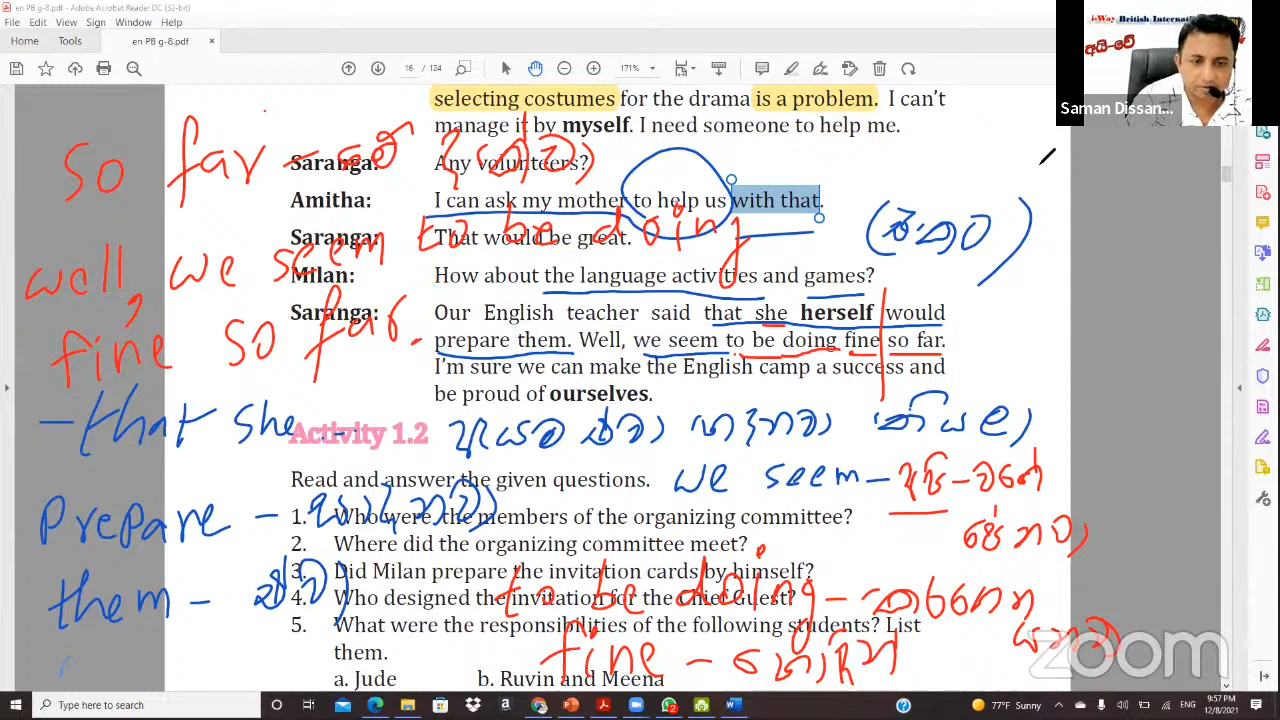 en PB g-8.pdf - Adobe Acrobat Reader DC (32-bit)
File Edit View Sign Window Help
Home Tools en PB g-8.pdf ×
16 / 124 171%
i-Way British International
අයි-වේ
Saman Dissan...
selecting costumes for the drama is a problem. I can’t
manage it by myself. I need someone to help me.
Saranga: Any volunteers?
Amitha: I can ask my mother to help us with that.
Saranga: That would be great.
Milan: How about the language activities and games?
Saranga: Our English teacher said that she herself would
prepare them. Well, we seem to be doing fine so far.
I’m sure we can make the English camp a success and
be proud of ourselves.
Activity 1.2
Read and answer the given questions.
1. Who were the members of the organizing committee?
2. Where did the organizing committee meet?
3. Did Milan prepare the invitation cards by himself?
4. Who designed the invitation for the Chief Guest?
5. What were the responsibilities of the following students? List
them.
a. Jude b. Ruvin and Meena
So far -
well, we seem to be doing
fine so far.
- that she ...
we seem - අපි -
Prepare -
them -
to be doing -
fine - හොඳින්
zoom
Type here to search
77°F Sunny
ENG
9:57 PM
12/8/2021